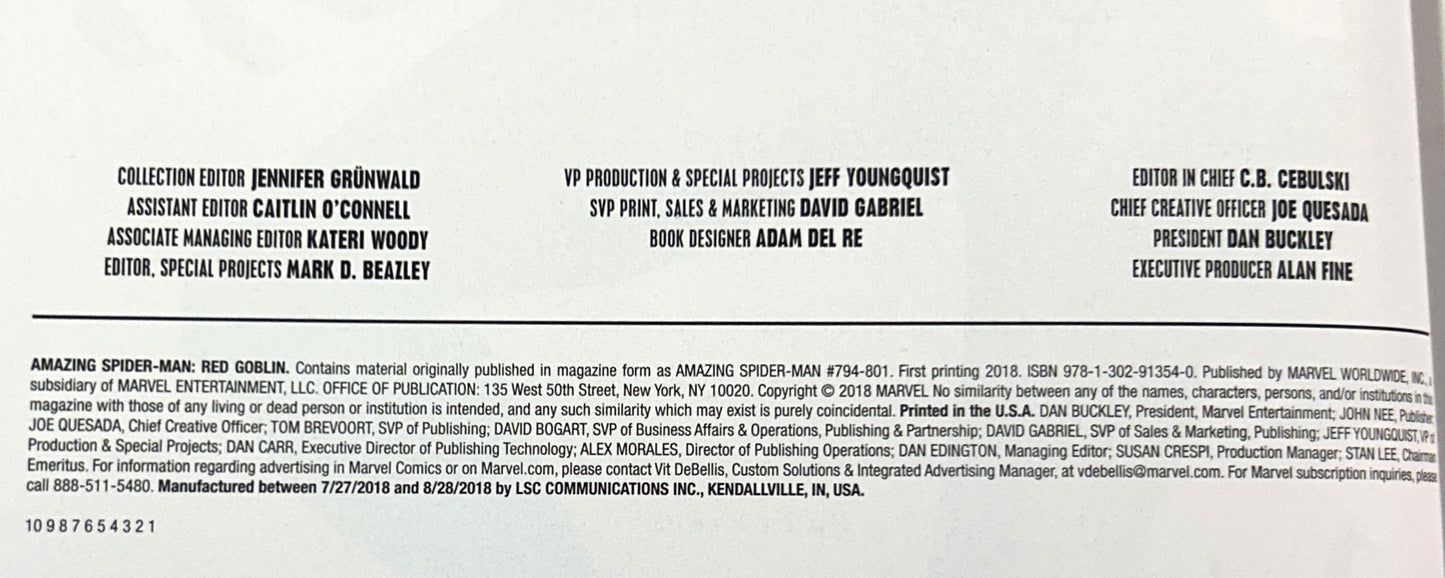 COLLECTION EDITOR JENNIFER GRÜNWALD
ASSISTANT EDITOR CAITLIN O'CONNELL
ASSOCIATE MANAGING EDITOR KATERI WOODY
EDITOR, SPECIAL PROJECTS MARK D. BEAZLEY
VP PRODUCTION & SPECIAL PROJECTS JEFF YOUNGQUIST
SVP PRINT, SALES & MARKETING DAVID GABRIEL
BOOK DESIGNER ADAM DEL RE
EDITOR IN CHIEF C.B. CEBULSKI
CHIEF CREATIVE OFFICER JOE QUESADA
PRESIDENT DAN BUCKLEY
EXECUTIVE PRODUCER ALAN FINE
AMAZING SPIDER-MAN: RED GOBLIN. Contains material originally published in magazine form as AMAZING SPIDER-MAN #794-801. First printing 2018. ISBN 978-1-302-91354-0. Published by MARVEL WORLDWIDE, INC., a
subsidiary of MARVEL ENTERTAINMENT, LLC. OFFICE OF PUBLICATION: 135 West 50th Street, New York, NY 10020. Copyright © 2018 MARVEL No similarity between any of the names, characters, persons, and/or institutions in this
magazine with those of any living or dead person or institution is intended, and any such similarity which may exist is purely coincidental. Printed in the U.S.A. DAN BUCKLEY, President, Marvel Entertainment; JOHN NEE, Publisher;
JOE QUESADA, Chief Creative Officer; TOM BREVOORT, SVP of Publishing; DAVID BOGART, SVP of Business Affairs & Operations, Publishing & Partnership; DAVID GABRIEL, SVP of Sales & Marketing, Publishing; JEFF YOUNGQUIST, VP of
Production & Special Projects; DAN CARR, Executive Director of Publishing Technology; ALEX MORALES, Director of Publishing Operations; DAN EDINGTON, Managing Editor; SUSAN CRESPI, Production Manager; STAN LEE, Chairman
Emeritus. For information regarding advertising in Marvel Comics or on Marvel.com, please contact Vit DeBellis, Custom Solutions & Integrated Advertising Manager, at vdebellis@marvel.com. For Marvel subscription inquiries, please
call 888-511-5480. Manufactured between 7/27/2018 and 8/28/2018 by LSC COMMUNICATIONS INC., KENDALLVILLE, IN, USA.
10 9 8 7 6 5 4 3 2 1